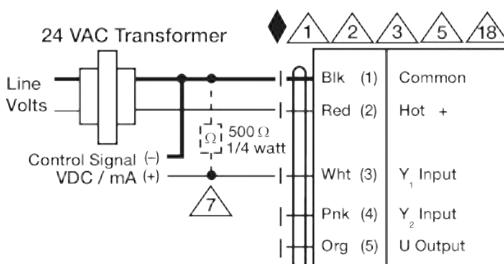 1 2 3 5 18
24 VAC Transformer
Line
Volts
Blk (1) Common
Red (2) Hot +
Ω 500 Ω
1/4 watt
Control Signal (–)
VDC / mA (+)
Wht (3) Y1 Input
7
Pnk (4) Y2 Input
Org (5) U Output